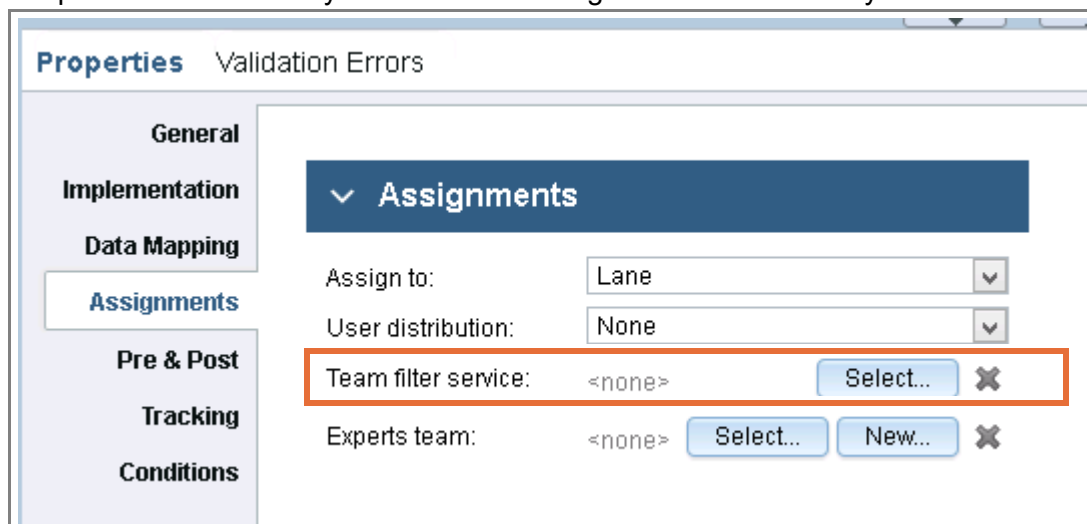 Properties Validation Errors
General
Implementation
Data Mapping
Assignments
Pre & Post
Tracking
Conditions
Assignments
Assign to: Lane
User distribution: None
Team filter service: <none> Select...
Experts team: <none> Select... New...